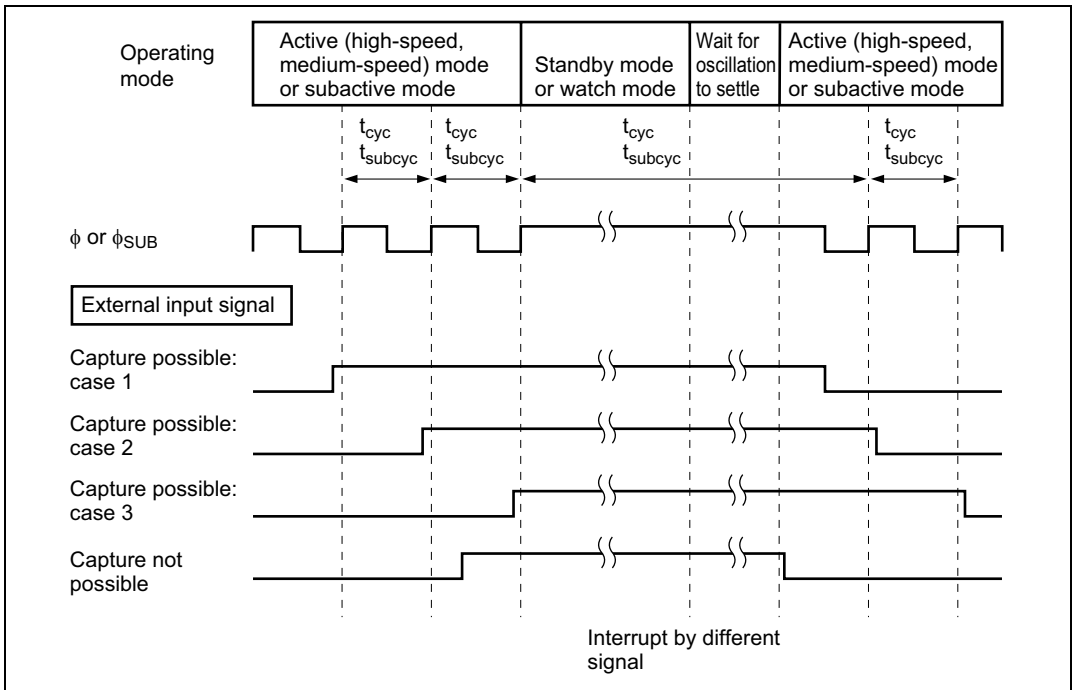 Operating
mode
Active (high-speed,
medium-speed) mode
or subactive mode
Standby mode
or watch mode
Wait for
oscillation
to settle
Active (high-speed,
medium-speed) mode
or subactive mode
tcyc
tsubcyc
tcyc
tsubcyc
tcyc
tsubcyc
tcyc
tsubcyc
ϕ or ϕSUB
External input signal
Capture possible:
case 1
Capture possible:
case 2
Capture possible:
case 3
Capture not
possible
Interrupt by different
signal